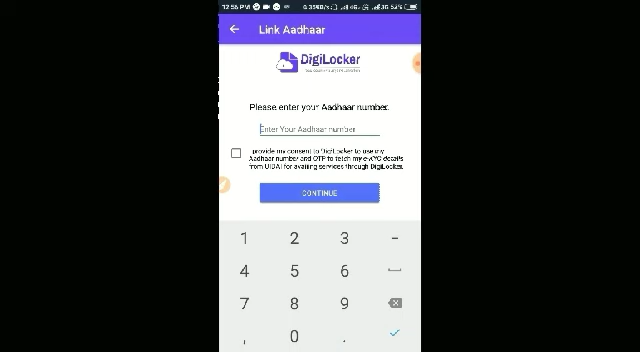 12:56 PM
Link Aadhaar
DigiLocker
Please enter your Aadhaar number.
Enter Your Aadhaar number
I provide my consent to DigiLocker to use my
Aadhaar number and OTP to fetch my e-KYC details
from UIDAI for availing services through DigiLocker.
CONTINUE
1 2 3 -
4 5 6
7 8 9
, 0 .